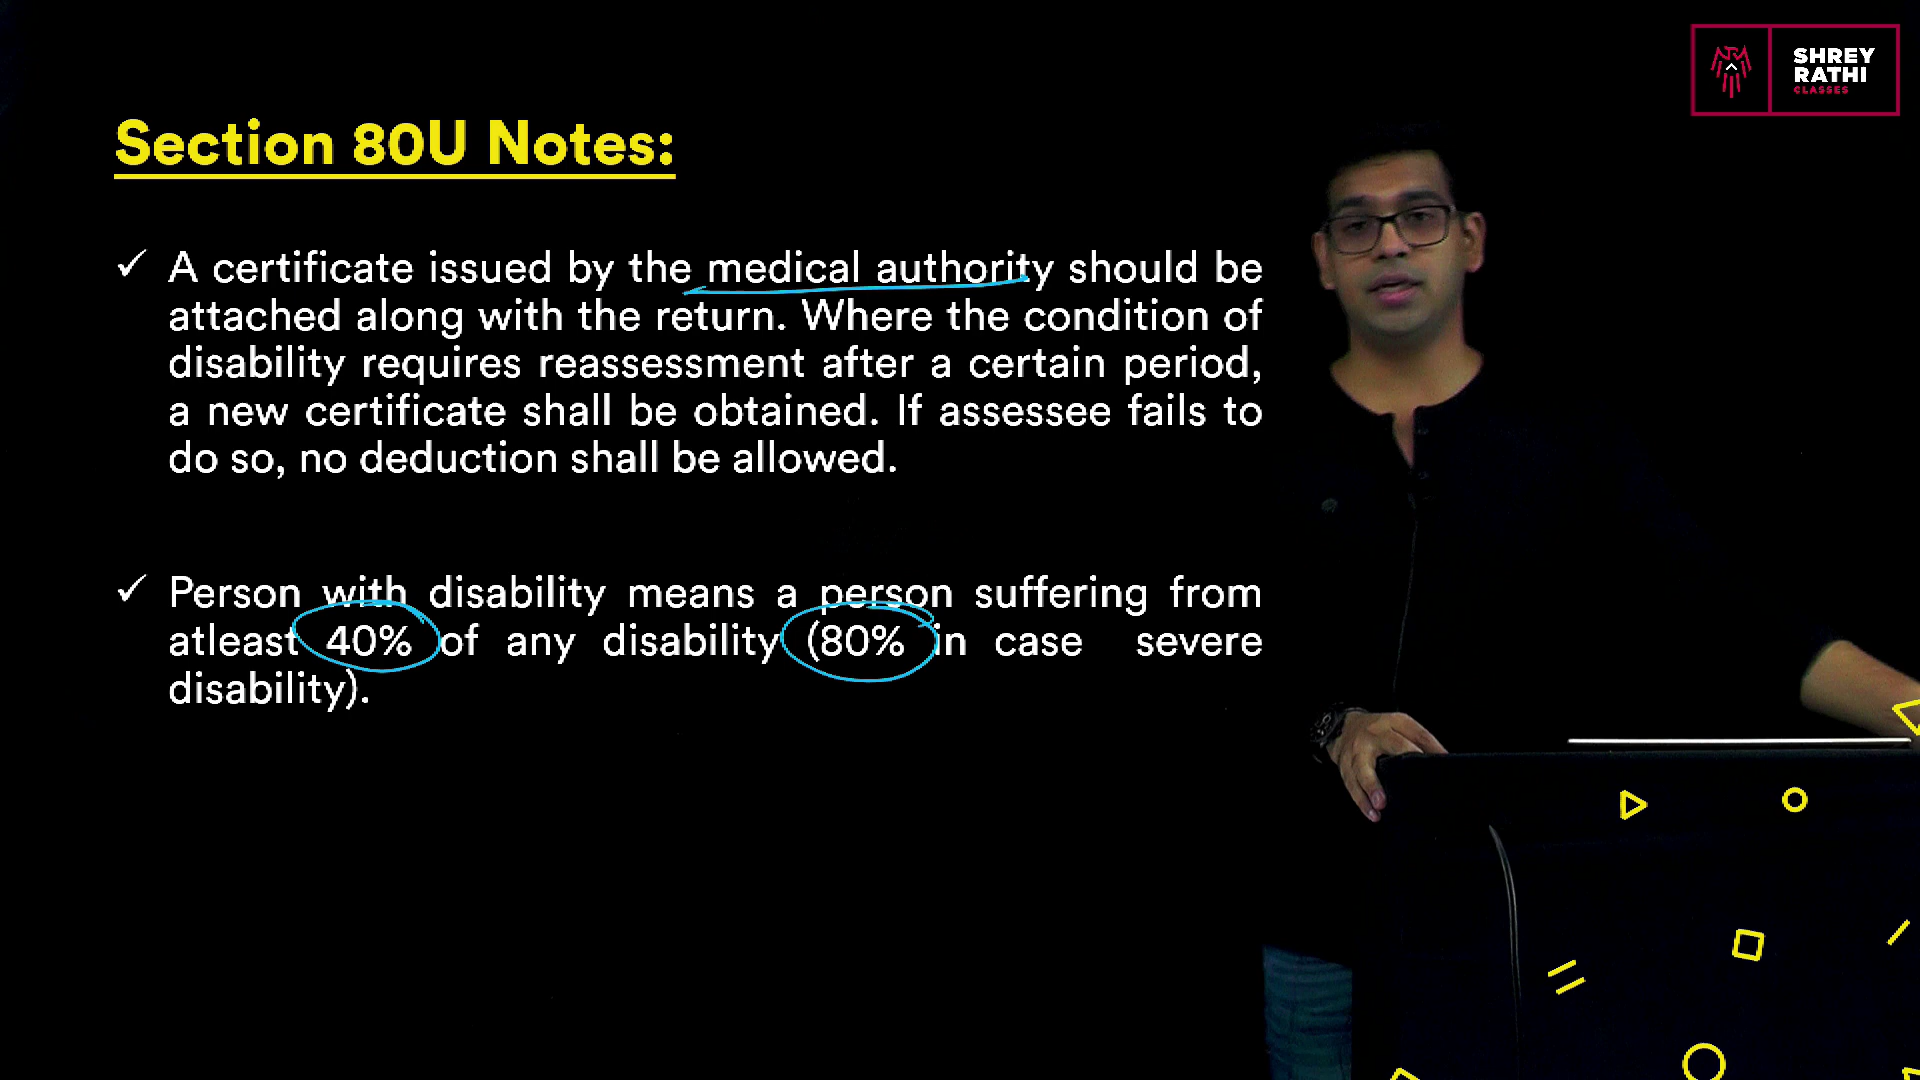 SHREY
RATHI
CLASSES
Section 80U Notes:
✓ A certificate issued by the medical authority should be
attached along with the return. Where the condition of
disability requires reassessment after a certain period,
a new certificate shall be obtained. If assessee fails to
do so, no deduction shall be allowed.
✓ Person with disability means a person suffering from
atleast 40% of any disability (80% in case severe
disability).